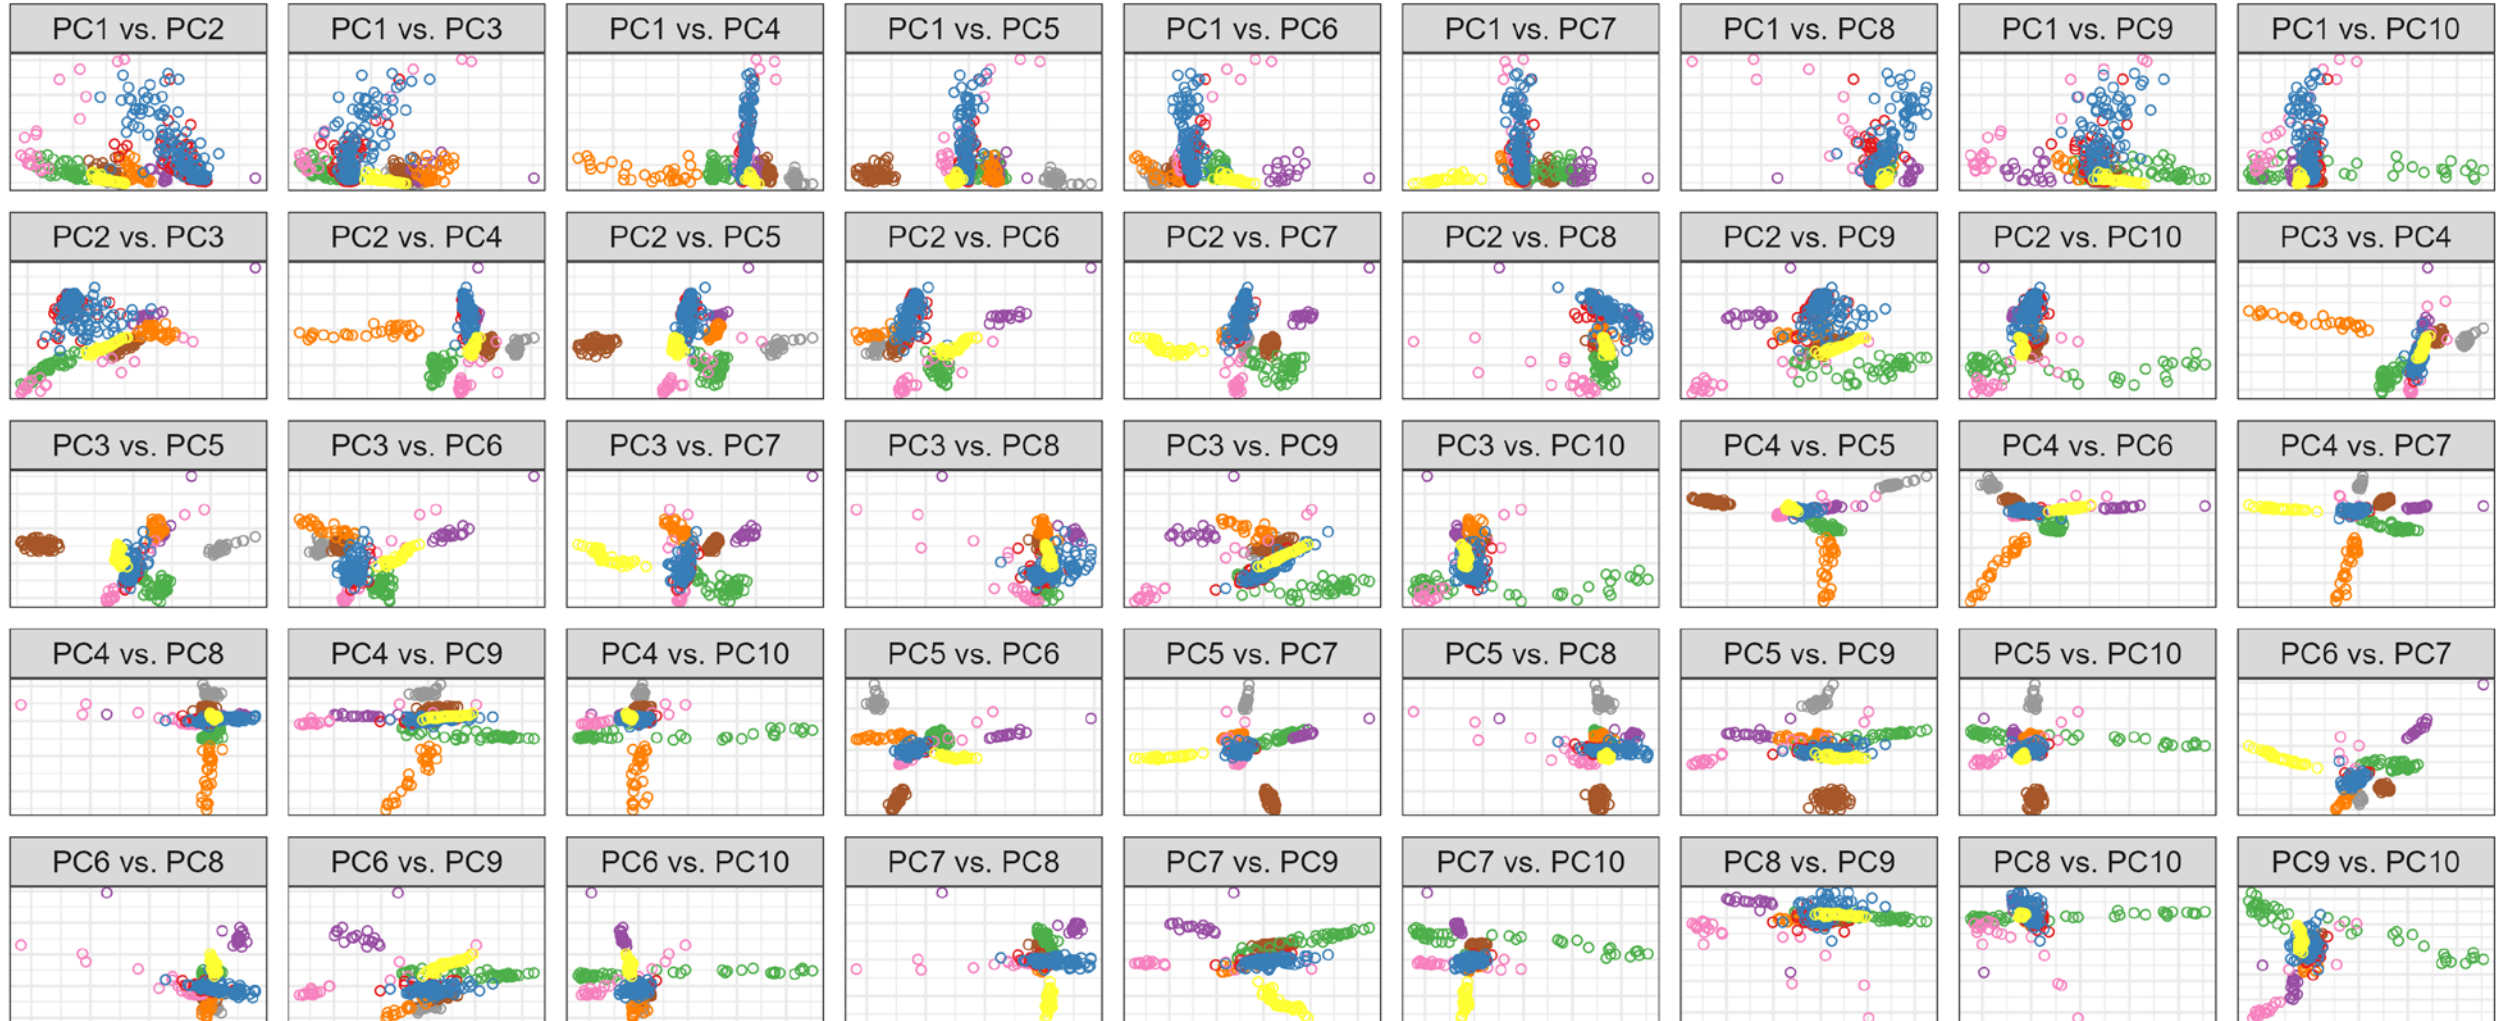 PC1 vs. PC2
PC1 vs. PC3
PC1 vs. PC4
PC1 vs. PC5
PC1 vs. PC6
PC1 vs. PC7
PC1 vs. PC8
PC1 vs. PC9
PC1 vs. PC10
PC2 vs. PC3
PC2 vs. PC4
PC2 vs. PC5
PC2 vs. PC6
PC2 vs. PC7
PC2 vs. PC8
PC2 vs. PC9
PC2 vs. PC10
PC3 vs. PC4
PC3 vs. PC5
PC3 vs. PC6
PC3 vs. PC7
PC3 vs. PC8
PC3 vs. PC9
PC3 vs. PC10
PC4 vs. PC5
PC4 vs. PC6
PC4 vs. PC7
PC4 vs. PC8
PC4 vs. PC9
PC4 vs. PC10
PC5 vs. PC6
PC5 vs. PC7
PC5 vs. PC8
PC5 vs. PC9
PC5 vs. PC10
PC6 vs. PC7
PC6 vs. PC8
PC6 vs. PC9
PC6 vs. PC10
PC7 vs. PC8
PC7 vs. PC9
PC7 vs. PC10
PC8 vs. PC9
PC8 vs. PC10
PC9 vs. PC10